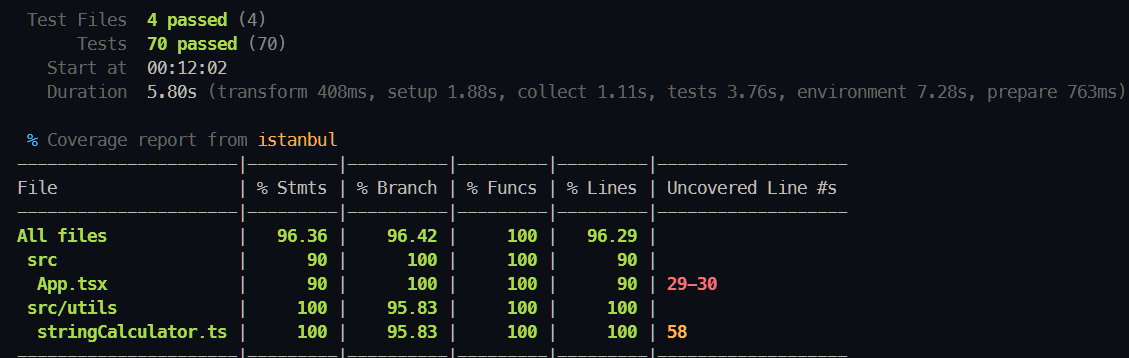 Test Files 4 passed (4)
Tests 70 passed (70)
Start at 00:12:02
Duration 5.80s (transform 408ms, setup 1.88s, collect 1.11s, tests 3.76s, environment 7.28s, prepare 763ms)
% Coverage report from istanbul
File | % Stmts | % Branch | % Funcs | % Lines | Uncovered Line #s
All files | 96.36 | 96.42 | 100 | 96.29 |
src | 90 | 100 | 100 | 90 |
App.tsx | 90 | 100 | 100 | 90 | 29-30
src/utils | 100 | 95.83 | 100 | 100 |
stringCalculator.ts | 100 | 95.83 | 100 | 100 | 58